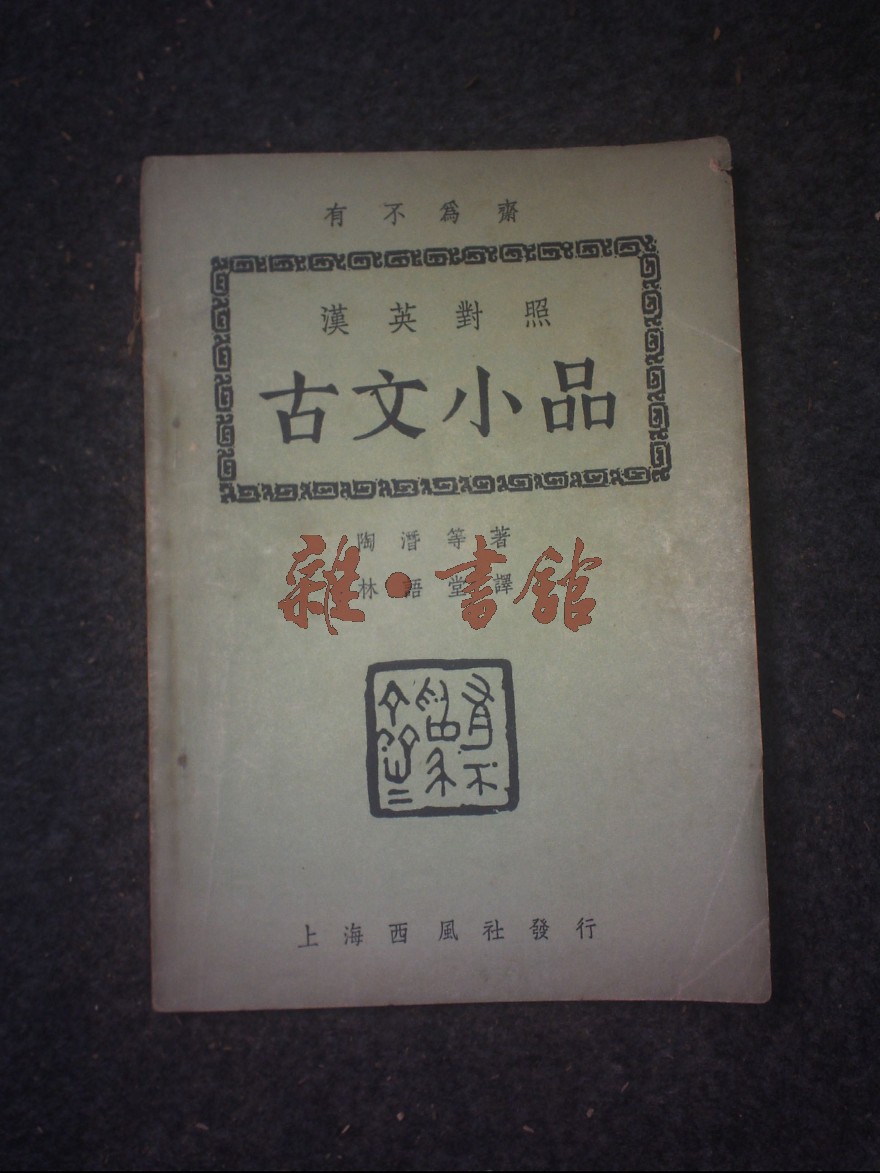 有不為齋
漢英對照
古文小品
陶潛等著
林語堂譯
雜·書館
上海西風社發行